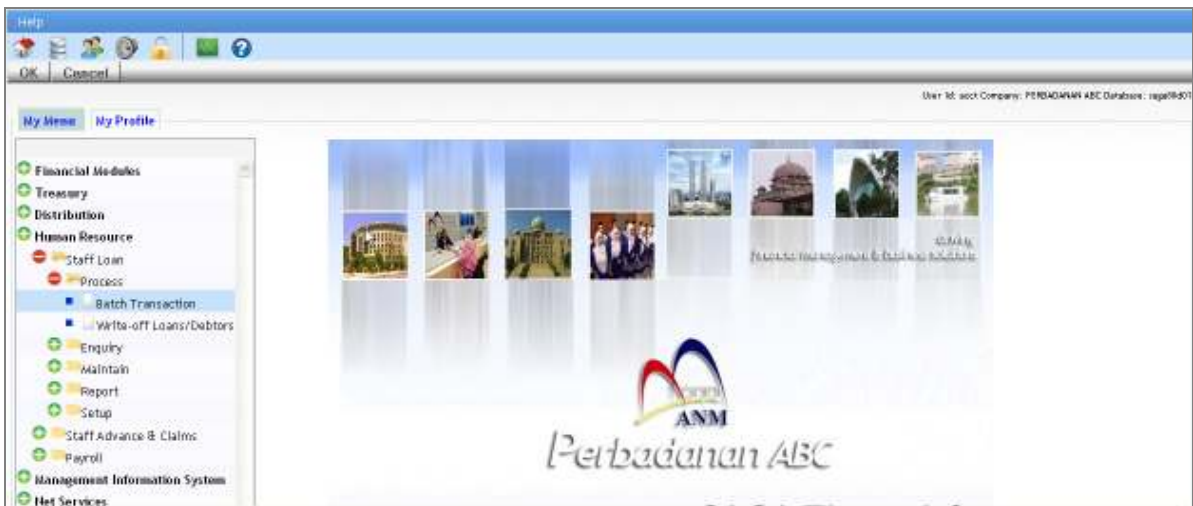 Help
OK Cancel
User Id: acct Company: PERBADANAN ABC Database:
My Menu My Profile
Financial Modules
Treasury
Distribution
Human Resource
Staff Loan
Process
Batch Transaction
Write-off Loans/Debtors
Enquiry
Maintain
Report
Setup
Staff Advance & Claims
Payroll
Management Information System
Net Services
ANM
Perbadanan ABC